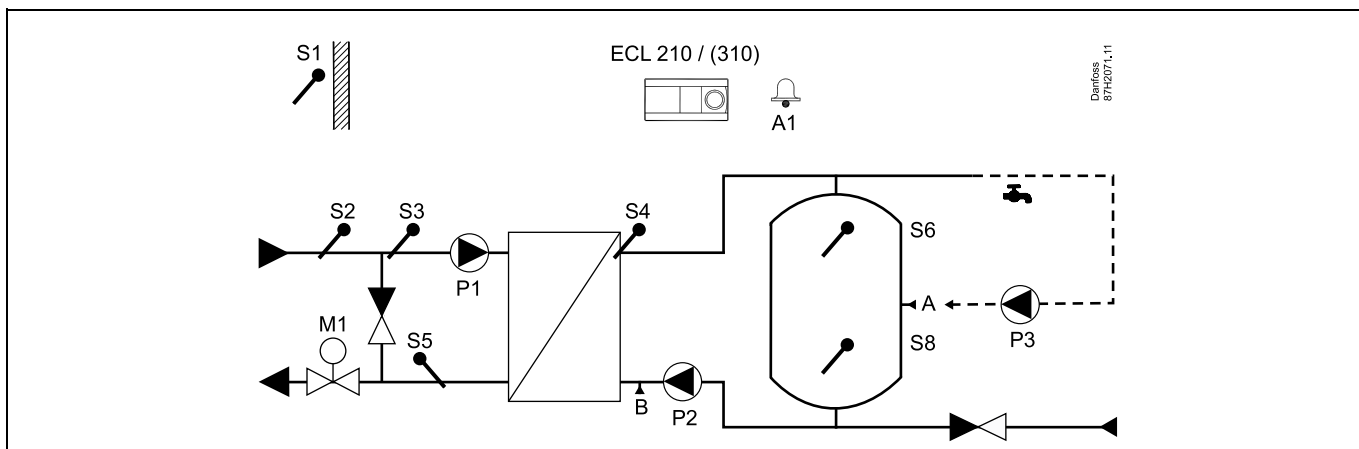 S1
ECL 210 / (310)
A1
Danfoss
87H2071.11
S2
S3
P1
S4
S6
A
P3
M1
S5
S8
B
P2